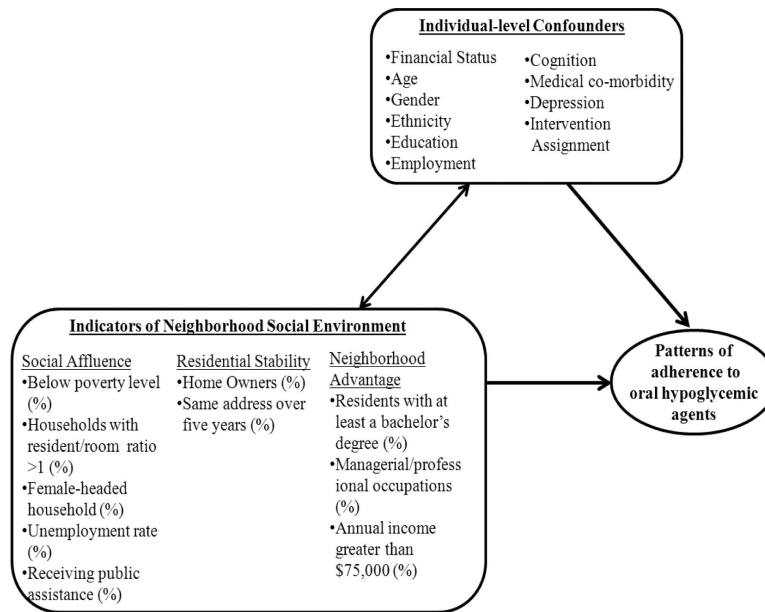 Individual-level Confounders
•Financial Status
•Age
•Gender
•Ethnicity
•Education
•Employment
•Cognition
•Medical co-morbidity
•Depression
•Intervention
Assignment
Indicators of Neighborhood Social Environment
Social Affluence
•Below poverty level
(%)
•Households with
resident/room ratio
>1 (%)
•Female-headed
household (%)
•Unemployment rate
(%)
•Receiving public
assistance (%)
Residential Stability
•Home Owners (%)
•Same address over
five years (%)
Neighborhood
Advantage
•Residents with at
least a bachelor's
degree (%)
•Managerial/profess
ional occupations
(%)
•Annual income
greater than
$75,000 (%)
Patterns of
adherence to
oral hypoglycemic
agents